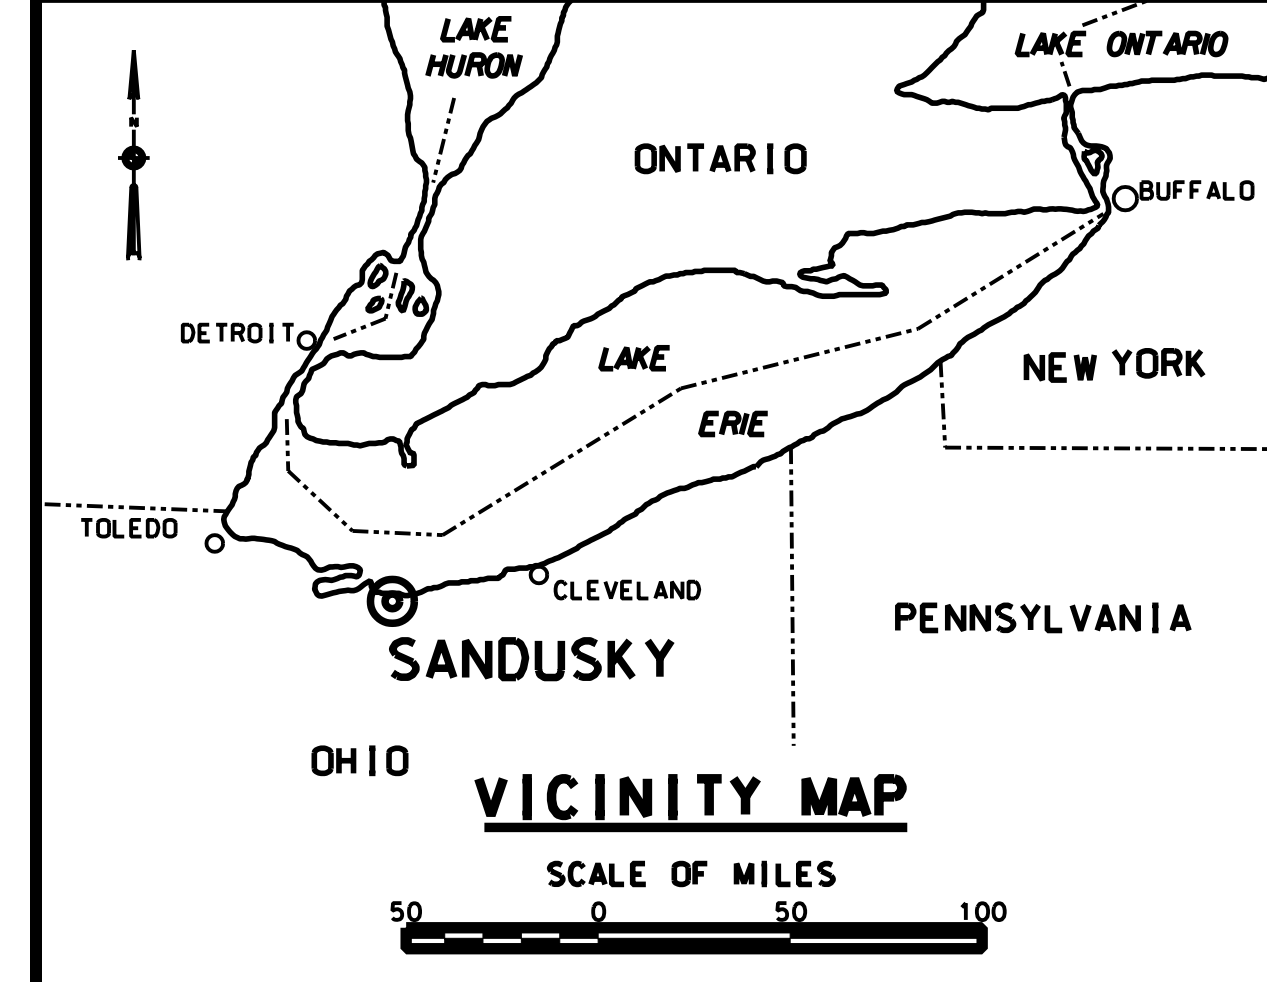 LAKE
HURON
LAKE ONTARIO
N
ONTARIO
BUFFALO
DETROIT
LAKE
ERIE
NEW YORK
TOLEDO
CLEVELAND
PENNSYLVANIA
SANDUSKY
OHIO
VICINITY MAP
SCALE OF MILES
50 0 50 100